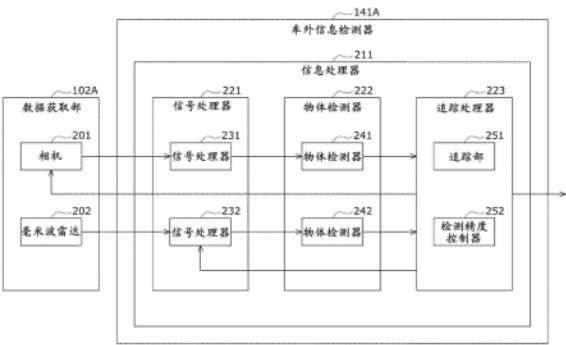 141A
车外信息检测器
211
信息处理器
102A
数据获取部
221
信号处理器
222
物体检测器
223
追踪处理器
201
相机
231
信号处理器
241
物体检测器
251
追踪部
202
毫米波雷达
232
信号处理器
242
物体检测器
252
检测精度
控制器